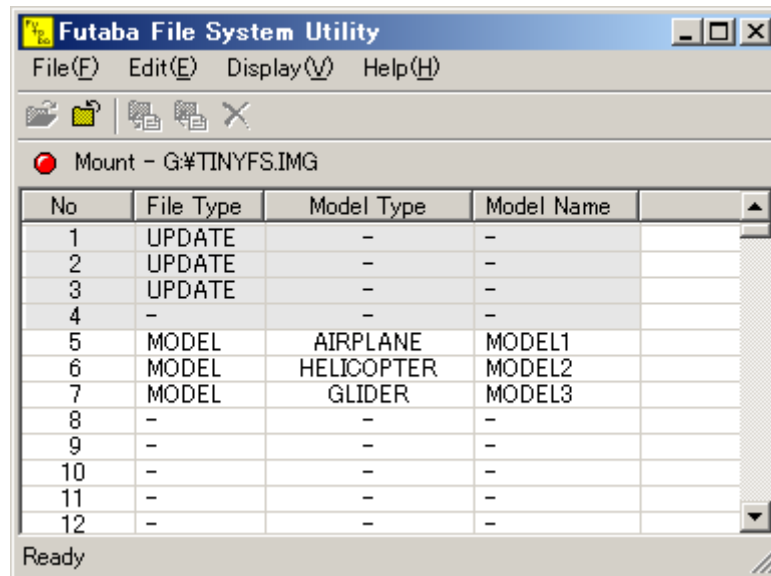 Futaba File System Utility
File(F) Edit(E) Display(V) Help(H)
Mount - G:¥TINYFS.IMG
No File Type Model Type Model Name
1 UPDATE - -
2 UPDATE - -
3 UPDATE - -
4 - - -
5 MODEL AIRPLANE MODEL1
6 MODEL HELICOPTER MODEL2
7 MODEL GLIDER MODEL3
8 - - -
9 - - -
10 - - -
11 - - -
12 - - -
Ready